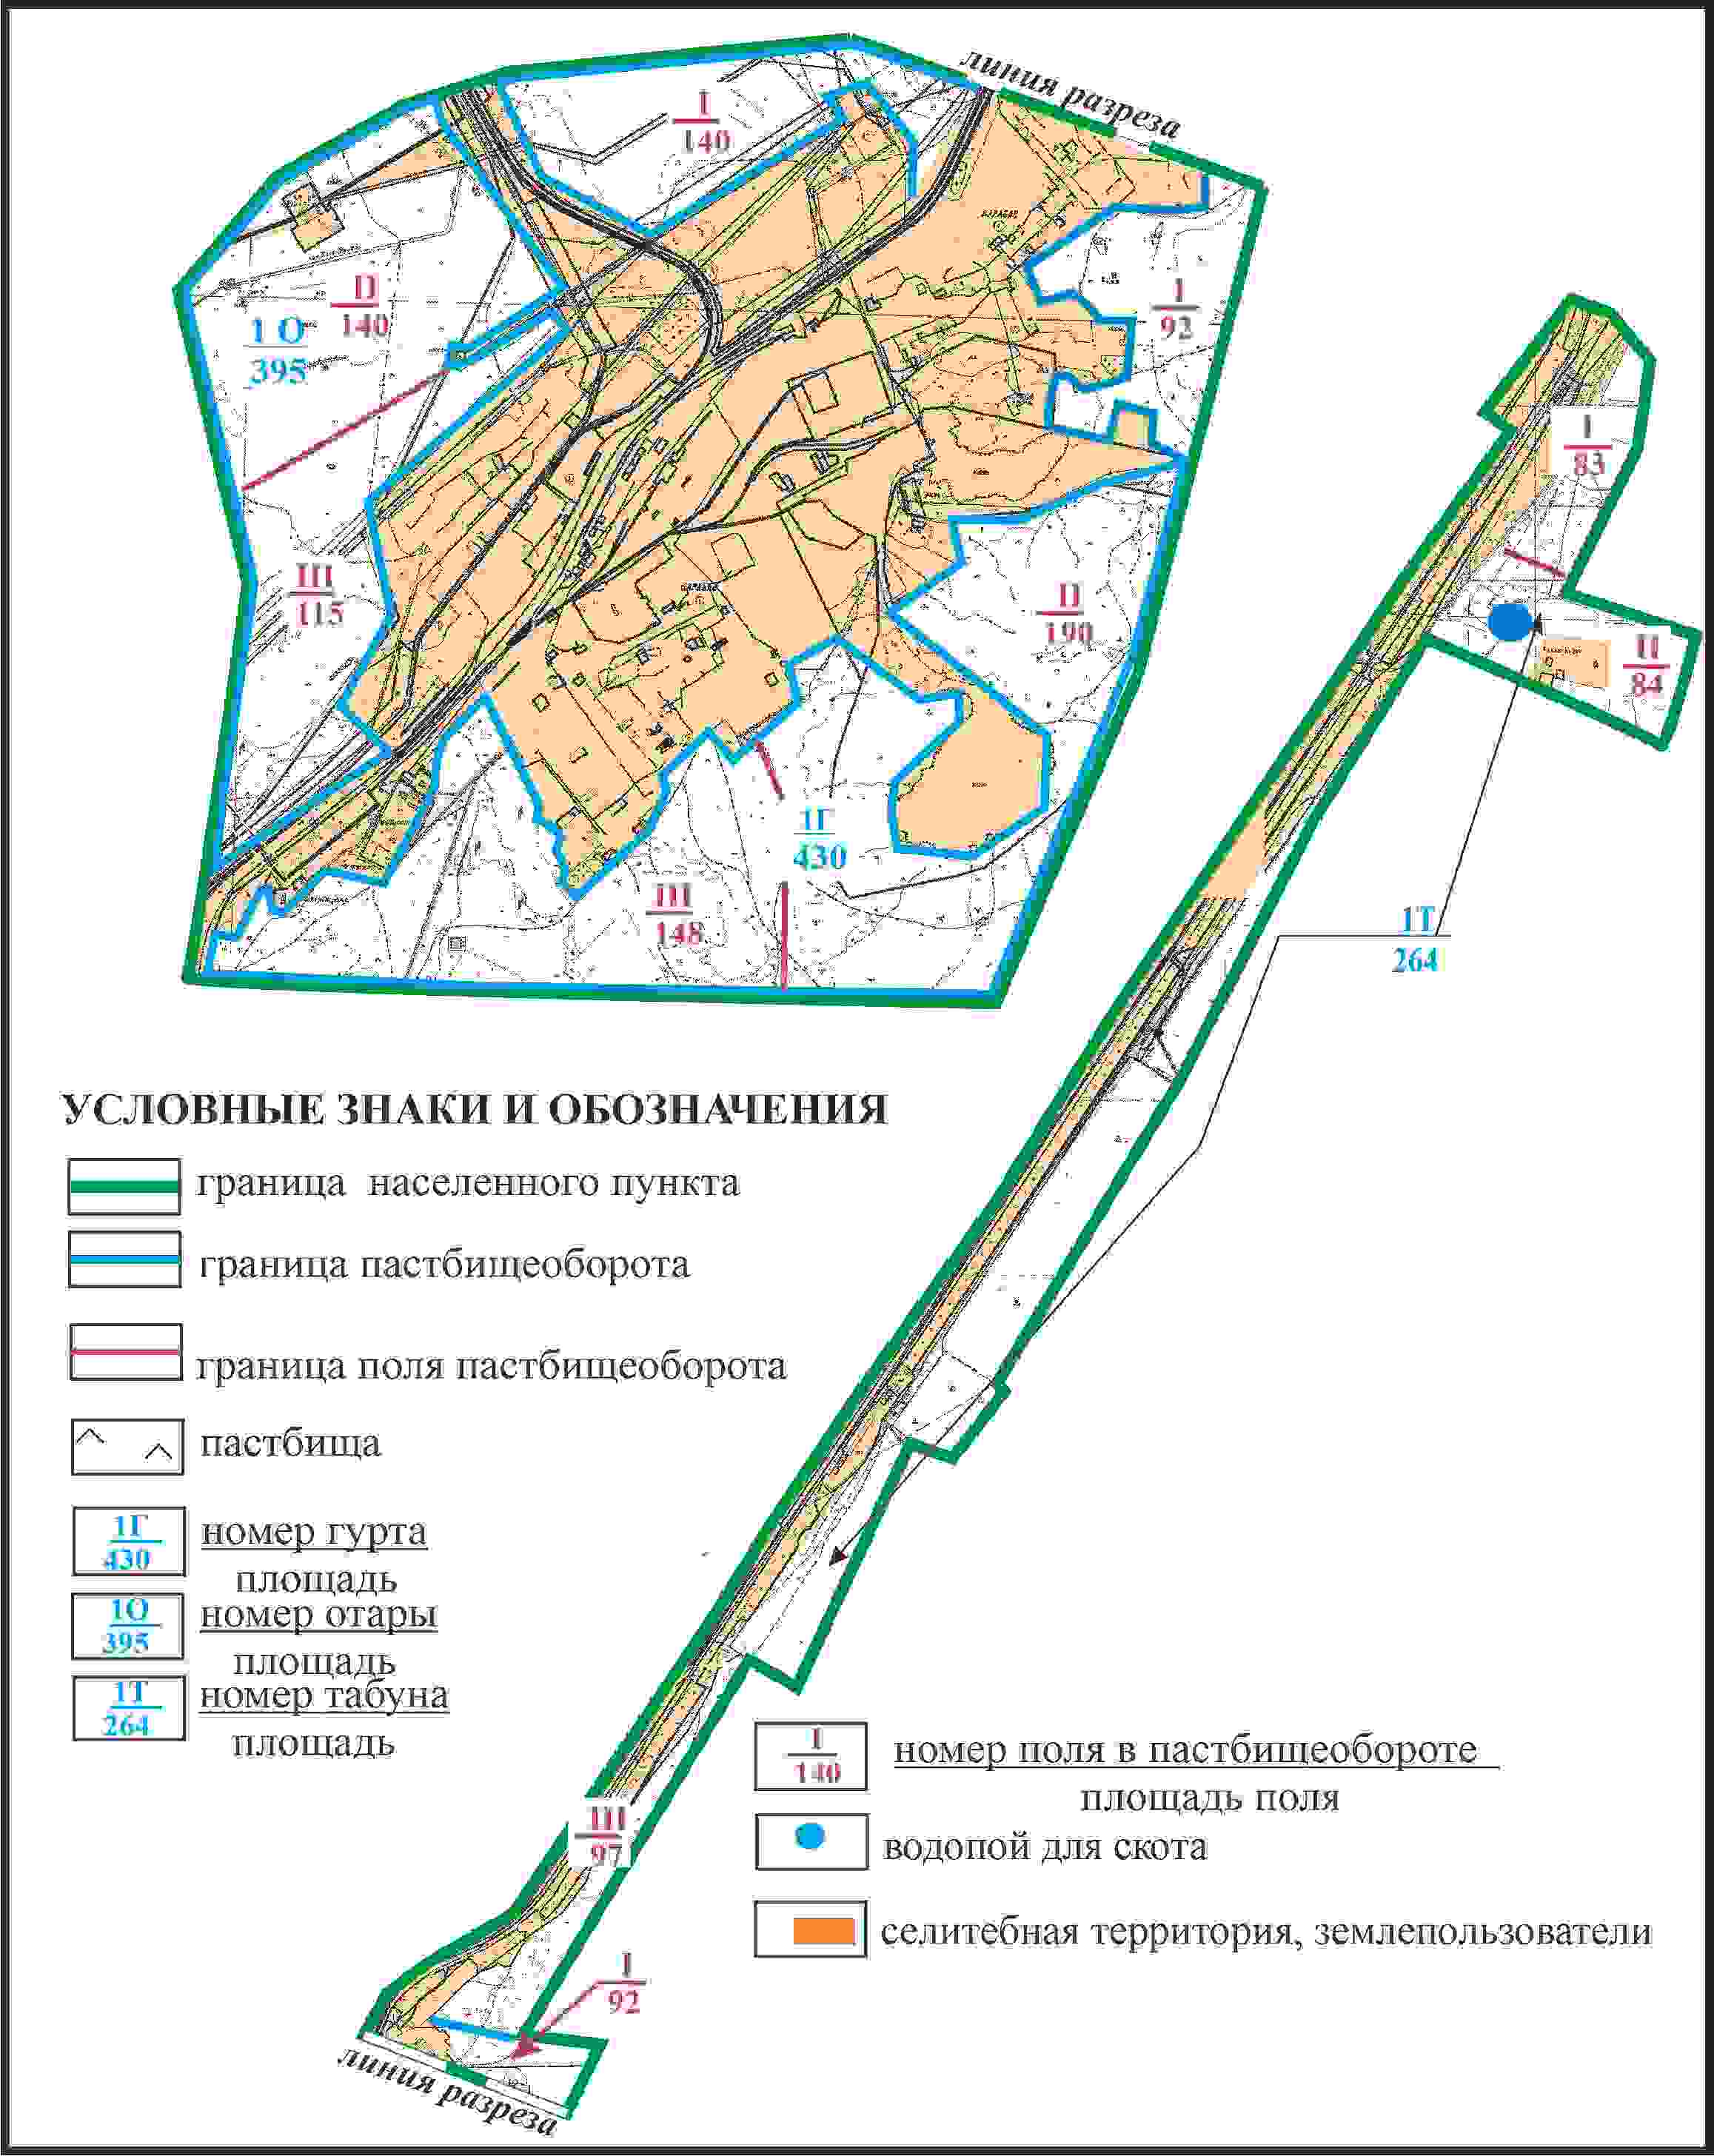 линия разреза
I
140
II
140
1О
395
I
92
III
115
II
190
КАРАБАС
1Г
430
III
148
I
83
II
84
1Т
264
УСЛОВНЫЕ ЗНАКИ И ОБОЗНАЧЕНИЯ
граница населенного пункта
граница пастбищеоборота
граница поля пастбищеоборота
пастбища
1Г
430
номер гурта
площадь
1О
395
номер отары
площадь
1Т
264
номер табуна
площадь
I
140
номер поля в пастбищеобороте
площадь поля
водопой для скота
селитебная территория, землепользователи
III
97
I
92
линия разреза